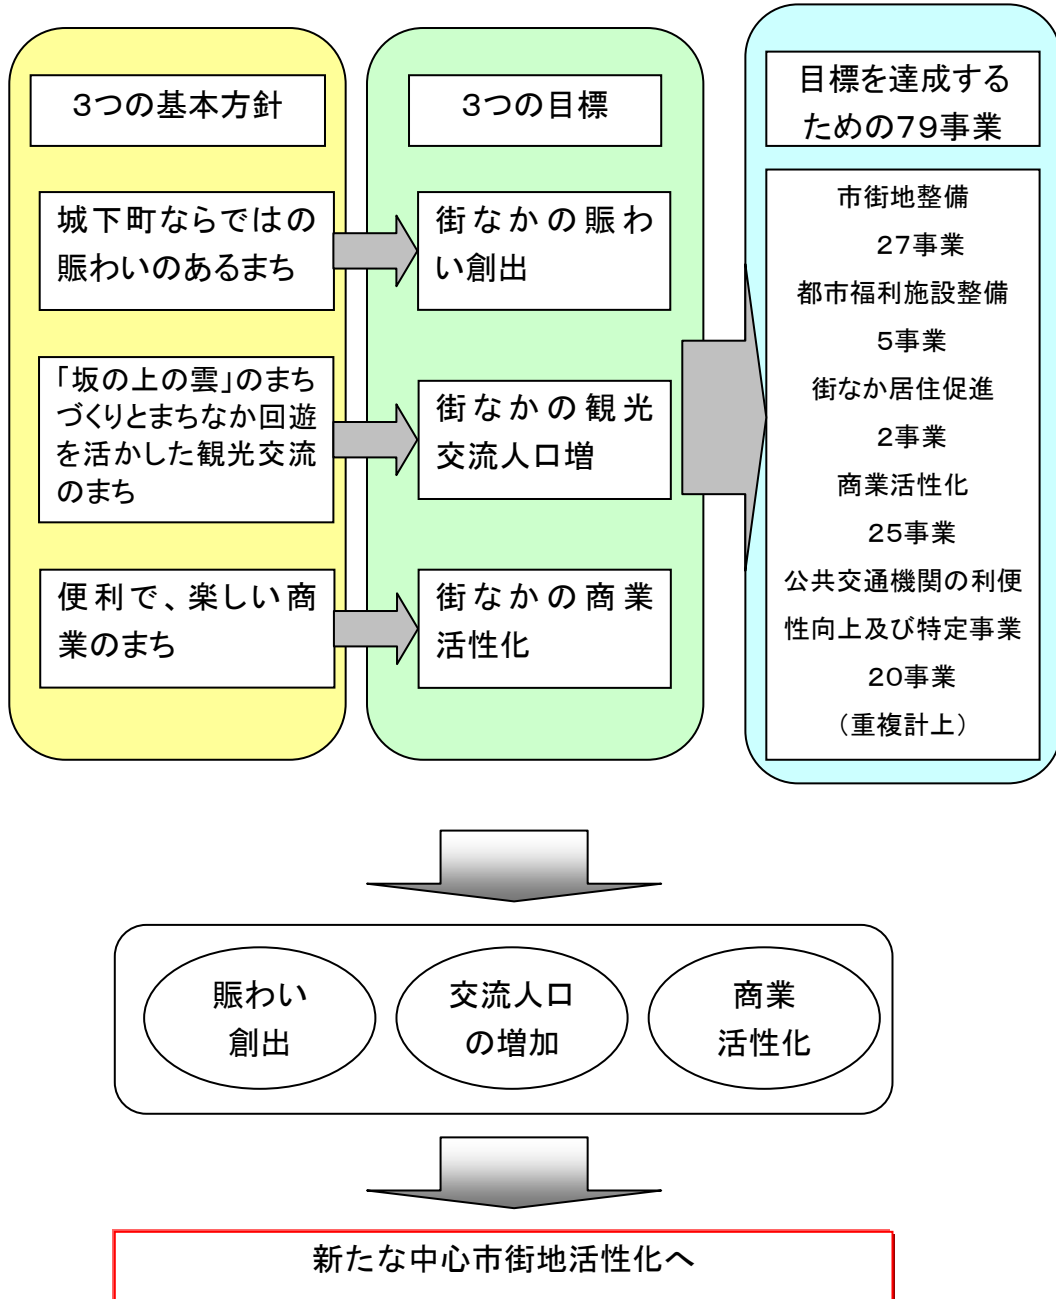 3つの基本方針
城下町ならではの
賑わいのあるまち
「坂の上の雲」のまち
づくりとまちなか回遊
を活かした観光交流
のまち
便利で、楽しい商
業のまち
3つの目標
街なかの賑わ
い創出
街なかの観光
交流人口増
街なかの商業
活性化
目標を達成する
ための79事業
市街地整備
27事業
都市福利施設整備
5事業
街なか居住促進
2事業
商業活性化
25事業
公共交通機関の利便
性向上及び特定事業
20事業
（重複計上）
賑わい
創出
交流人口
の増加
商業
活性化
新たな中心市街地活性化へ